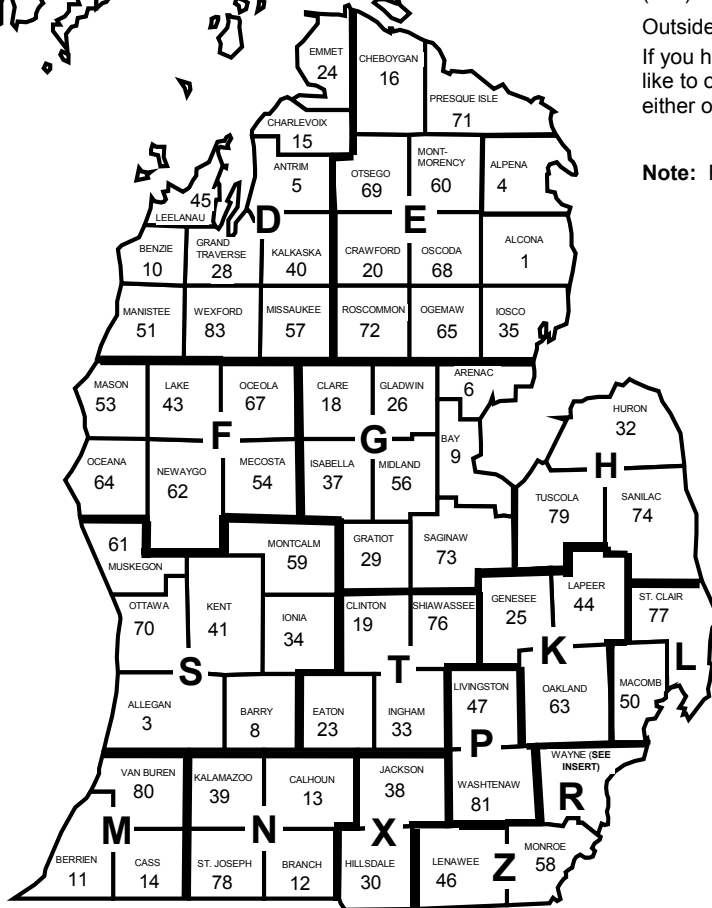 (
Outside
If you h
like to c
either o
Note:
EMMET
24
CHEBOYGAN
16
PRESQUE ISLE
71
CHARLEVOIX
15
ANTRIM
5
OTSEGO
69
MONT-
MORENCY
60
ALPENA
4
45
LEELANAU
D
E
BENZIE
10
GRAND
TRAVERSE
28
KALKASKA
40
CRAWFORD
20
OSCODA
68
ALCONA
1
MANISTEE
51
WEXFORD
83
MISSAUKEE
57
ROSCOMMON
72
OGEMAW
65
IOSCO
35
MASON
53
LAKE
43
OCEOLA
67
CLARE
18
GLADWIN
26
ARENAC
6
F
G
BAY
9
HURON
32
H
OCEANA
64
NEWAYGO
62
MECOSTA
54
ISABELLA
37
MIDLAND
56
TUSCOLA
79
SANILAC
74
61
MUSKEGON
MONTCALM
59
GRATIOT
29
SAGINAW
73
OTTAWA
70
KENT
41
IONIA
34
CLINTON
19
SHIAWASSEE
76
GENESEE
25
LAPEER
44
ST. CLAIR
77
S
T
K
L
ALLEGAN
3
BARRY
8
EATON
23
INGHAM
33
LIVINGSTON
47
OAKLAND
63
MACOMB
50
P
VAN BUREN
80
KALAMAZOO
39
CALHOUN
13
JACKSON
38
WASHTENAW
81
WAYNE (SEE
INSERT)
R
M
N
X
Z
BERRIEN
11
CASS
14
ST. JOSEPH
78
BRANCH
12
HILLSDALE
30
LENAWEE
46
MONROE
58